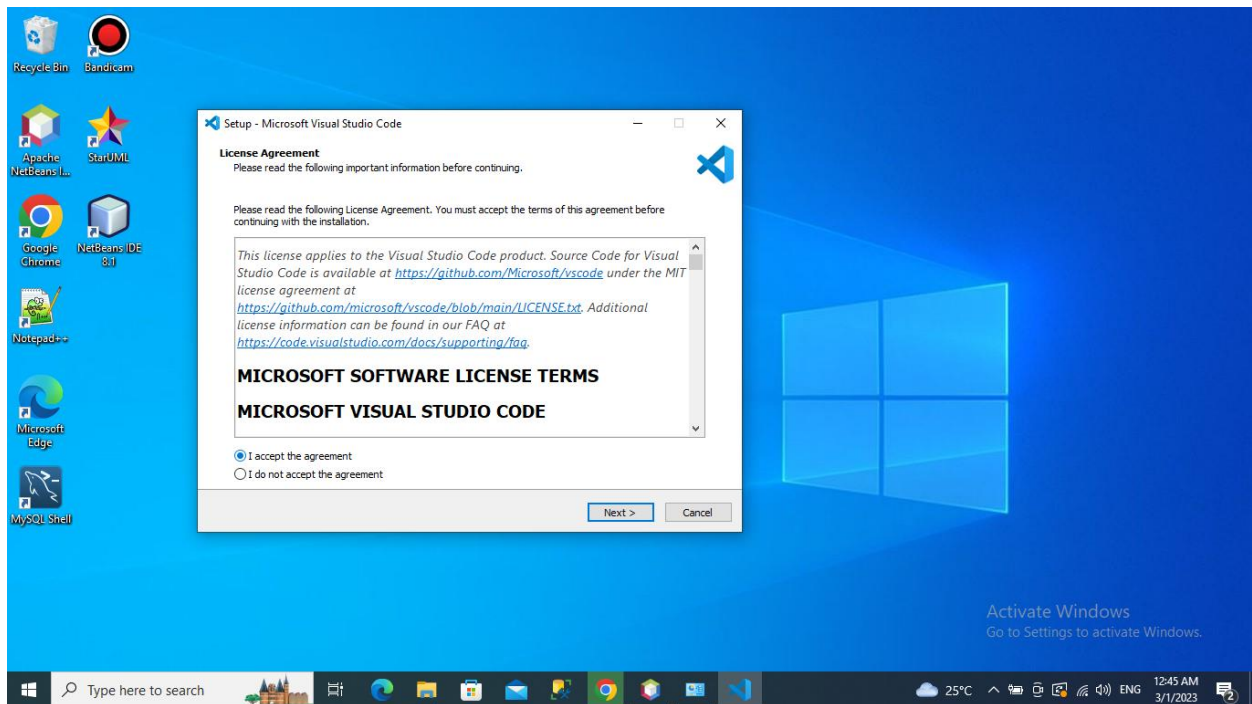 Recycle Bin
Bandicam
Apache
NetBeans I...
StarUML
Google
Chrome
NetBeans IDE
8.1
Notepad++
Microsoft
Edge
MySQL Shell
Setup - Microsoft Visual Studio Code
License Agreement
Please read the following important information before continuing.
Please read the following License Agreement. You must accept the terms of this agreement before
continuing with the installation.
This license applies to the Visual Studio Code product. Source Code for Visual
Studio Code is available at https://github.com/Microsoft/vscode under the MIT
license agreement at
https://github.com/microsoft/vscode/blob/main/LICENSE.txt. Additional
license information can be found in our FAQ at
https://code.visualstudio.com/docs/supporting/faq.
MICROSOFT SOFTWARE LICENSE TERMS
MICROSOFT VISUAL STUDIO CODE
I accept the agreement
I do not accept the agreement
Next >
Cancel
Activate Windows
Go to Settings to activate Windows.
Type here to search
25°C
ENG
12:45 AM
3/1/2023
2